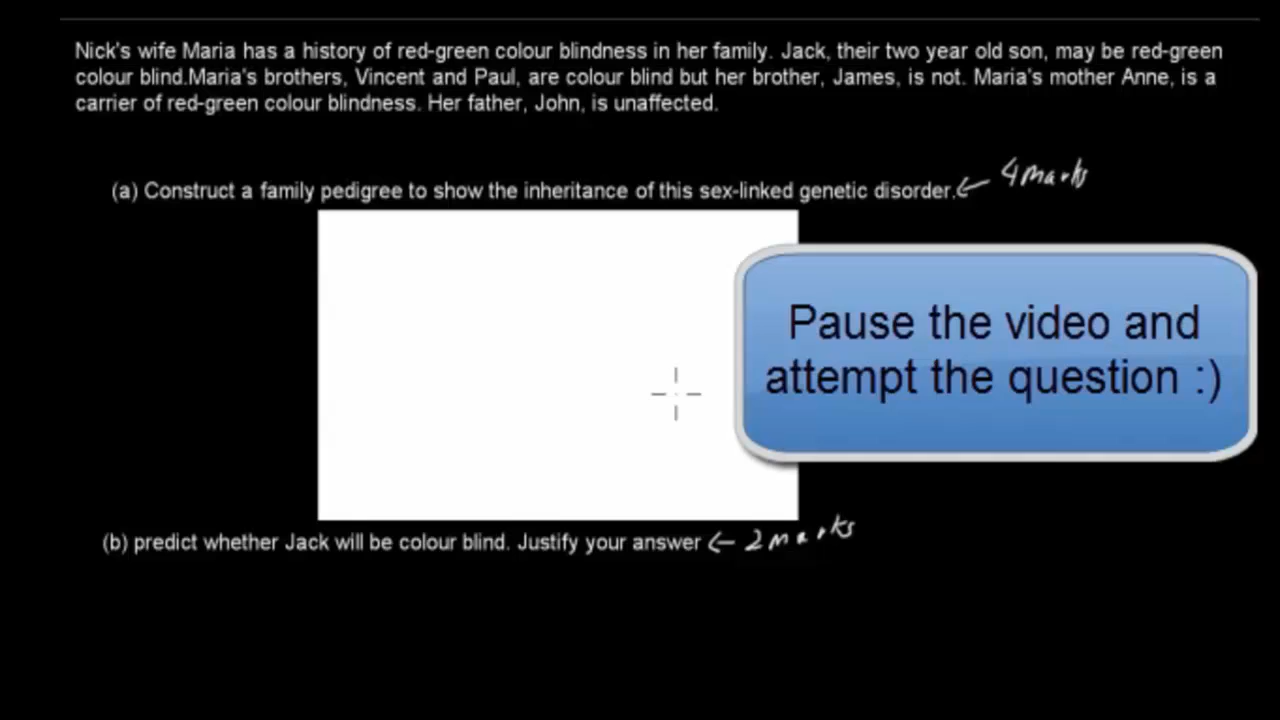 Nick's wife Maria has a history of red-green colour blindness in her family. Jack, their two year old son, may be red-green
colour blind.Maria's brothers, Vincent and Paul, are colour blind but her brother, James, is not. Maria's mother Anne, is a
carrier of red-green colour blindness. Her father, John, is unaffected.
(a) Construct a family pedigree to show the inheritance of this sex-linked genetic disorder. ← 4 marks
Pause the video and
attempt the question :)
(b) predict whether Jack will be colour blind. Justify your answer ← 2 marks